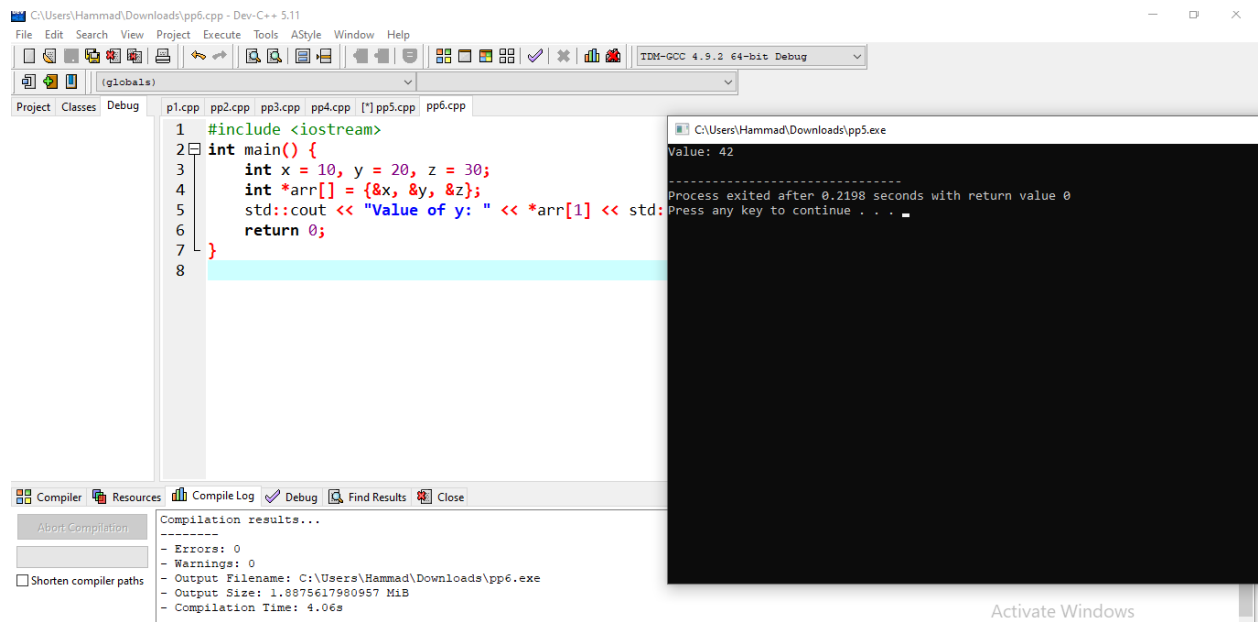 C:\Users\Hammad\Downloads\pp6.cpp - Dev-C++ 5.11
File Edit Search View Project Execute Tools AStyle Window Help
TDM-GCC 4.9.2 64-bit Debug
(globals)
Project Classes Debug
p1.cpp pp2.cpp pp3.cpp pp4.cpp [*] pp5.cpp pp6.cpp
1 #include <iostream>
2 int main() {
3 int x = 10, y = 20, z = 30;
4 int *arr[] = {&x, &y, &z};
5 std::cout << "Value of y: " << *arr[1] << std:
6 return 0;
7 }
8
C:\Users\Hammad\Downloads\pp5.exe
Value: 42
--------------------------------
Process exited after 0.2198 seconds with return value 0
Press any key to continue . . .
Compiler Resources Compile Log Debug Find Results Close
Abort Compilation
Shorten compiler paths
Compilation results...
--------
- Errors: 0
- Warnings: 0
- Output Filename: C:\Users\Hammad\Downloads\pp6.exe
- Output Size: 1.8875617980957 MiB
- Compilation Time: 4.06s
Activate Windows